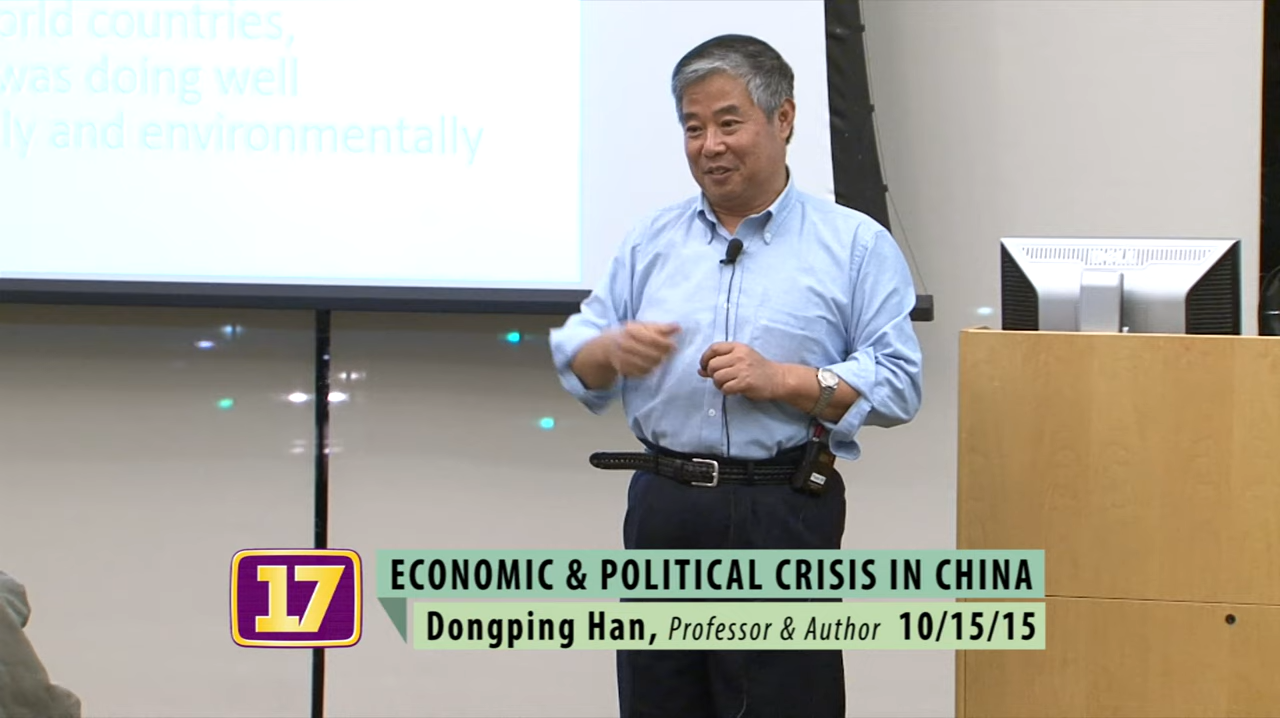 orld countries,
was doing well
ly and environmentally
17
ECONOMIC & POLITICAL CRISIS IN CHINA
Dongping Han, Professor & Author 10/15/15